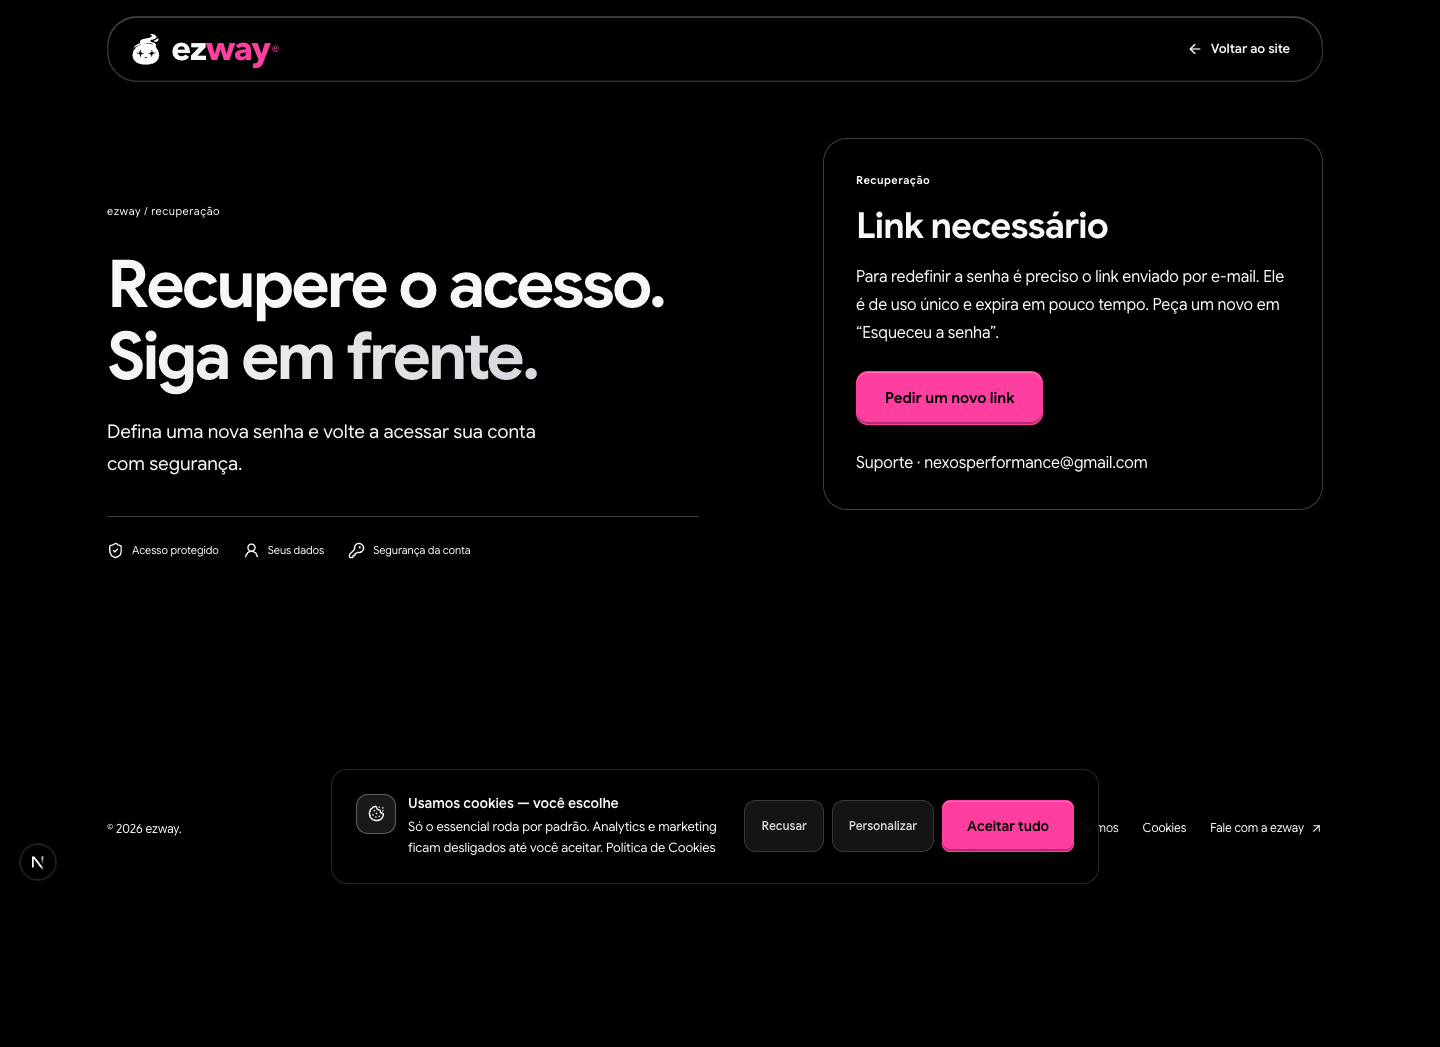 ezway®
Voltar ao site
ezway / recuperação
Recupere o acesso.
Siga em frente.
Defina uma nova senha e volte a acessar sua conta
com segurança.
Acesso protegido
Seus dados
Segurança da conta
Recuperação
Link necessário
Para redefinir a senha é preciso o link enviado por e-mail. Ele
é de uso único e expira em pouco tempo. Peça um novo em
“Esqueceu a senha”.
Pedir um novo link
Suporte · nexosperformance@gmail.com
© 2026 ezway.
Usamos cookies — você escolhe
Só o essencial roda por padrão. Analytics e marketing
ficam desligados até você aceitar. Política de Cookies
Recusar
Personalizar
Aceitar tudo
Termos
Cookies
Fale com a ezway
N